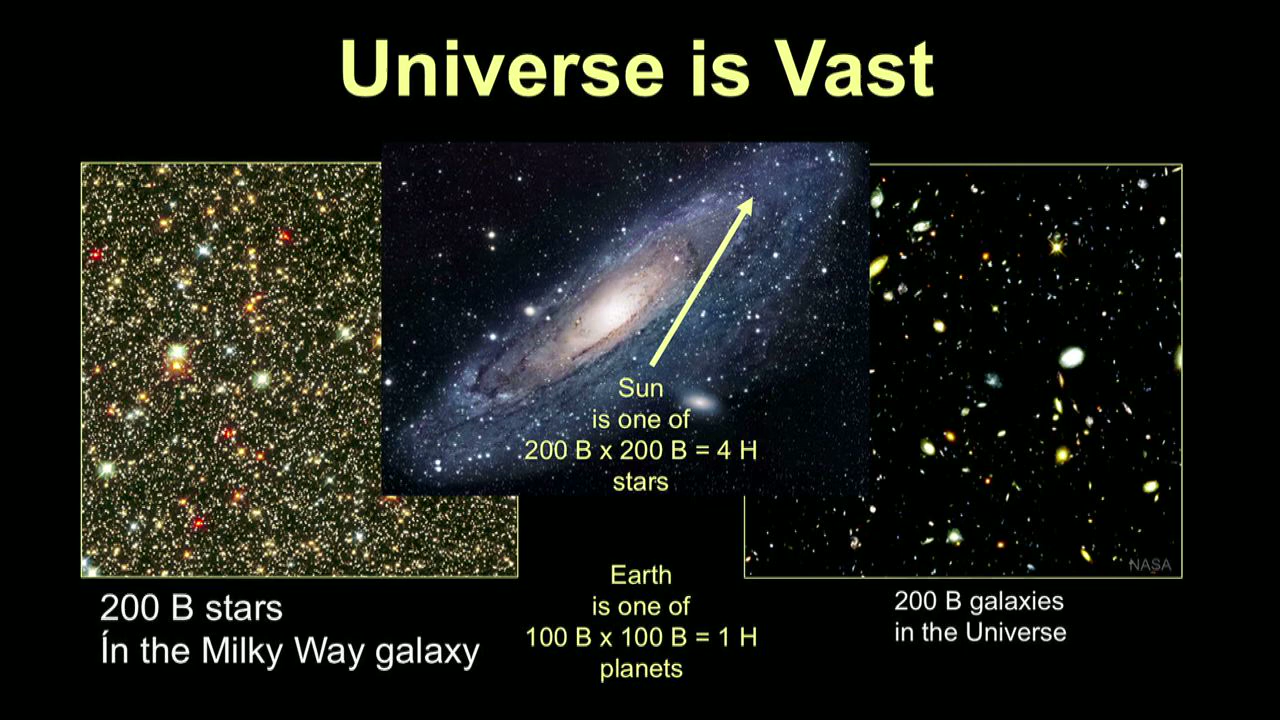 Universe is Vast
Sun
is one of
200 B x 200 B = 4 H
stars
Earth
is one of
100 B x 100 B = 1 H
planets
200 B stars
Ín the Milky Way galaxy
NASA
200 B galaxies
in the Universe